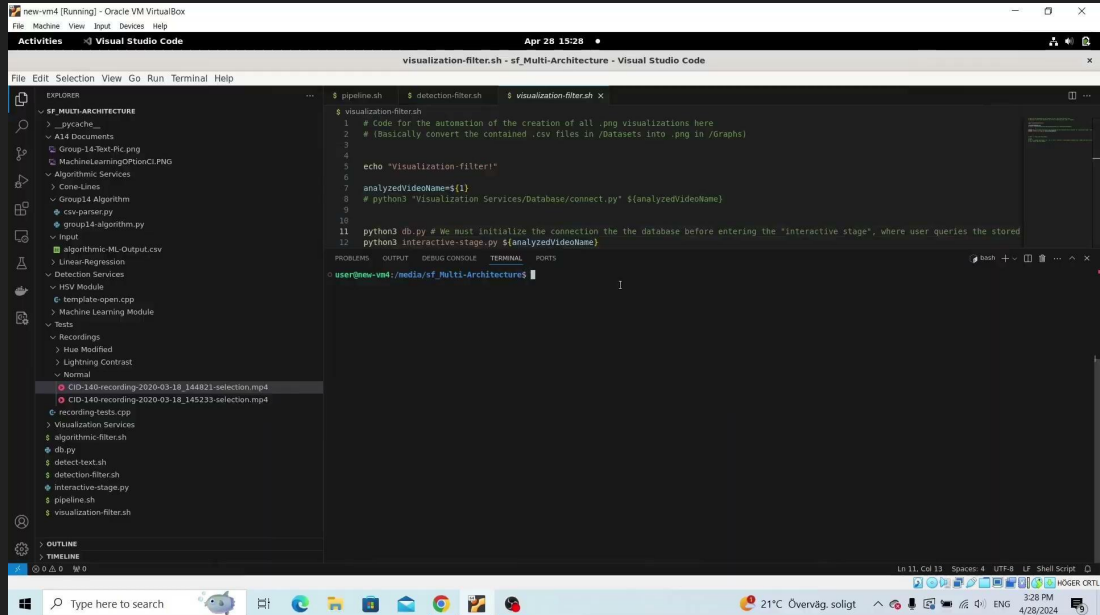 new-vm4 [Running] - Oracle VM VirtualBox
File Machine View Input Devices Help
Activities Visual Studio Code Apr 28 15:28
visualization-filter.sh - sf_Multi-Architecture - Visual Studio Code
File Edit Selection View Go Run Terminal Help
EXPLORER
SF_MULTI-ARCHITECTURE
__pycache__
A14 Documents
Group-14-Text-Pic.png
MachineLearningOPtionCI.PNG
Algorithmic Services
Cone-Lines
Group14 Algorithm
csv-parser.py
group14-algorithm.py
Input
algorithmic-ML-Output.csv
Linear-Regression
Detection Services
HSV Module
template-open.cpp
Machine Learning Module
Tests
Recordings
Hue Modified
Lightning Contrast
Normal
CID-140-recording-2020-03-18_144821-selection.mp4
CID-140-recording-2020-03-18_145233-selection.mp4
recording-tests.cpp
Visualization Services
algorithmic-filter.sh
db.py
detect-text.sh
detection-filter.sh
interactive-stage.py
pipeline.sh
visualization-filter.sh
OUTLINE
TIMELINE
$ pipeline.sh $ detection-filter.sh $ visualization-filter.sh
$ visualization-filter.sh
1 # Code for the automation of the creation of all .png visualizations here
2 # (Basically convert the contained .csv files in /Datasets into .png in /Graphs)
3
4
5 echo "Visualization-filter!"
6
7 analyzedVideoName=${1}
8 # python3 "Visualization Services/Database/connect.py" ${analyzedVideoName}
9
10
11 python3 db.py # We must initialize the connection the the database before entering the "interactive stage", where user queries the stored
12 python3 interactive-stage.py ${analyzedVideoName}
PROBLEMS OUTPUT DEBUG CONSOLE TERMINAL PORTS
bash
user@new-vm4:/media/sf_Multi-Architecture$
0 0 0 Ln 11, Col 13 Spaces: 4 UTF-8 LF Shell Script
HÖGER CRTL
Type here to search
21°C Överväg. soligt ENG
3:28 PM
4/28/2024